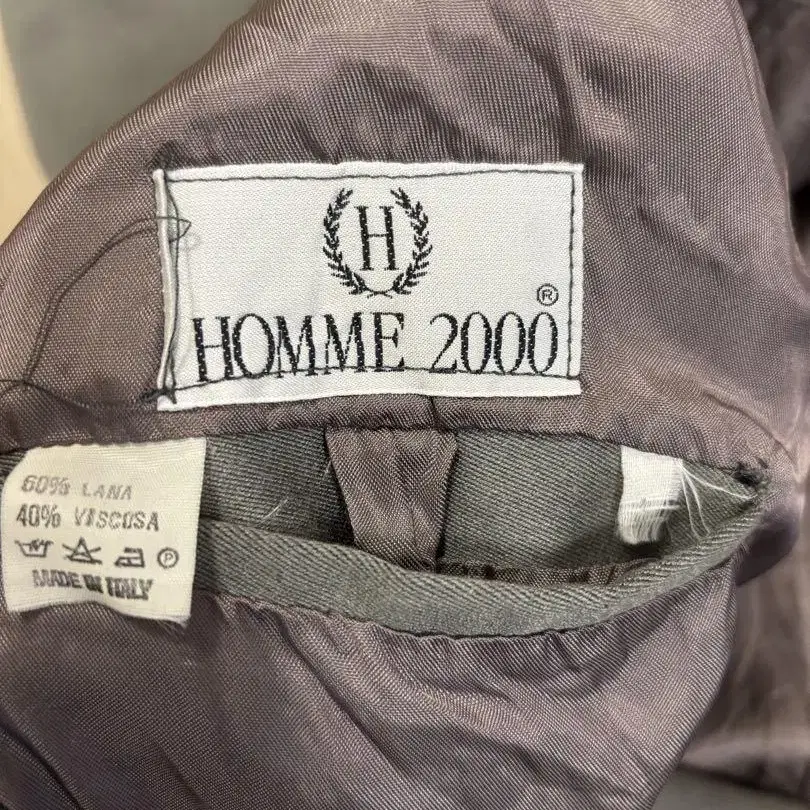 H
®
HOMME 2000
60% LANA
40% VISCOSA
P
MADE IN ITALY